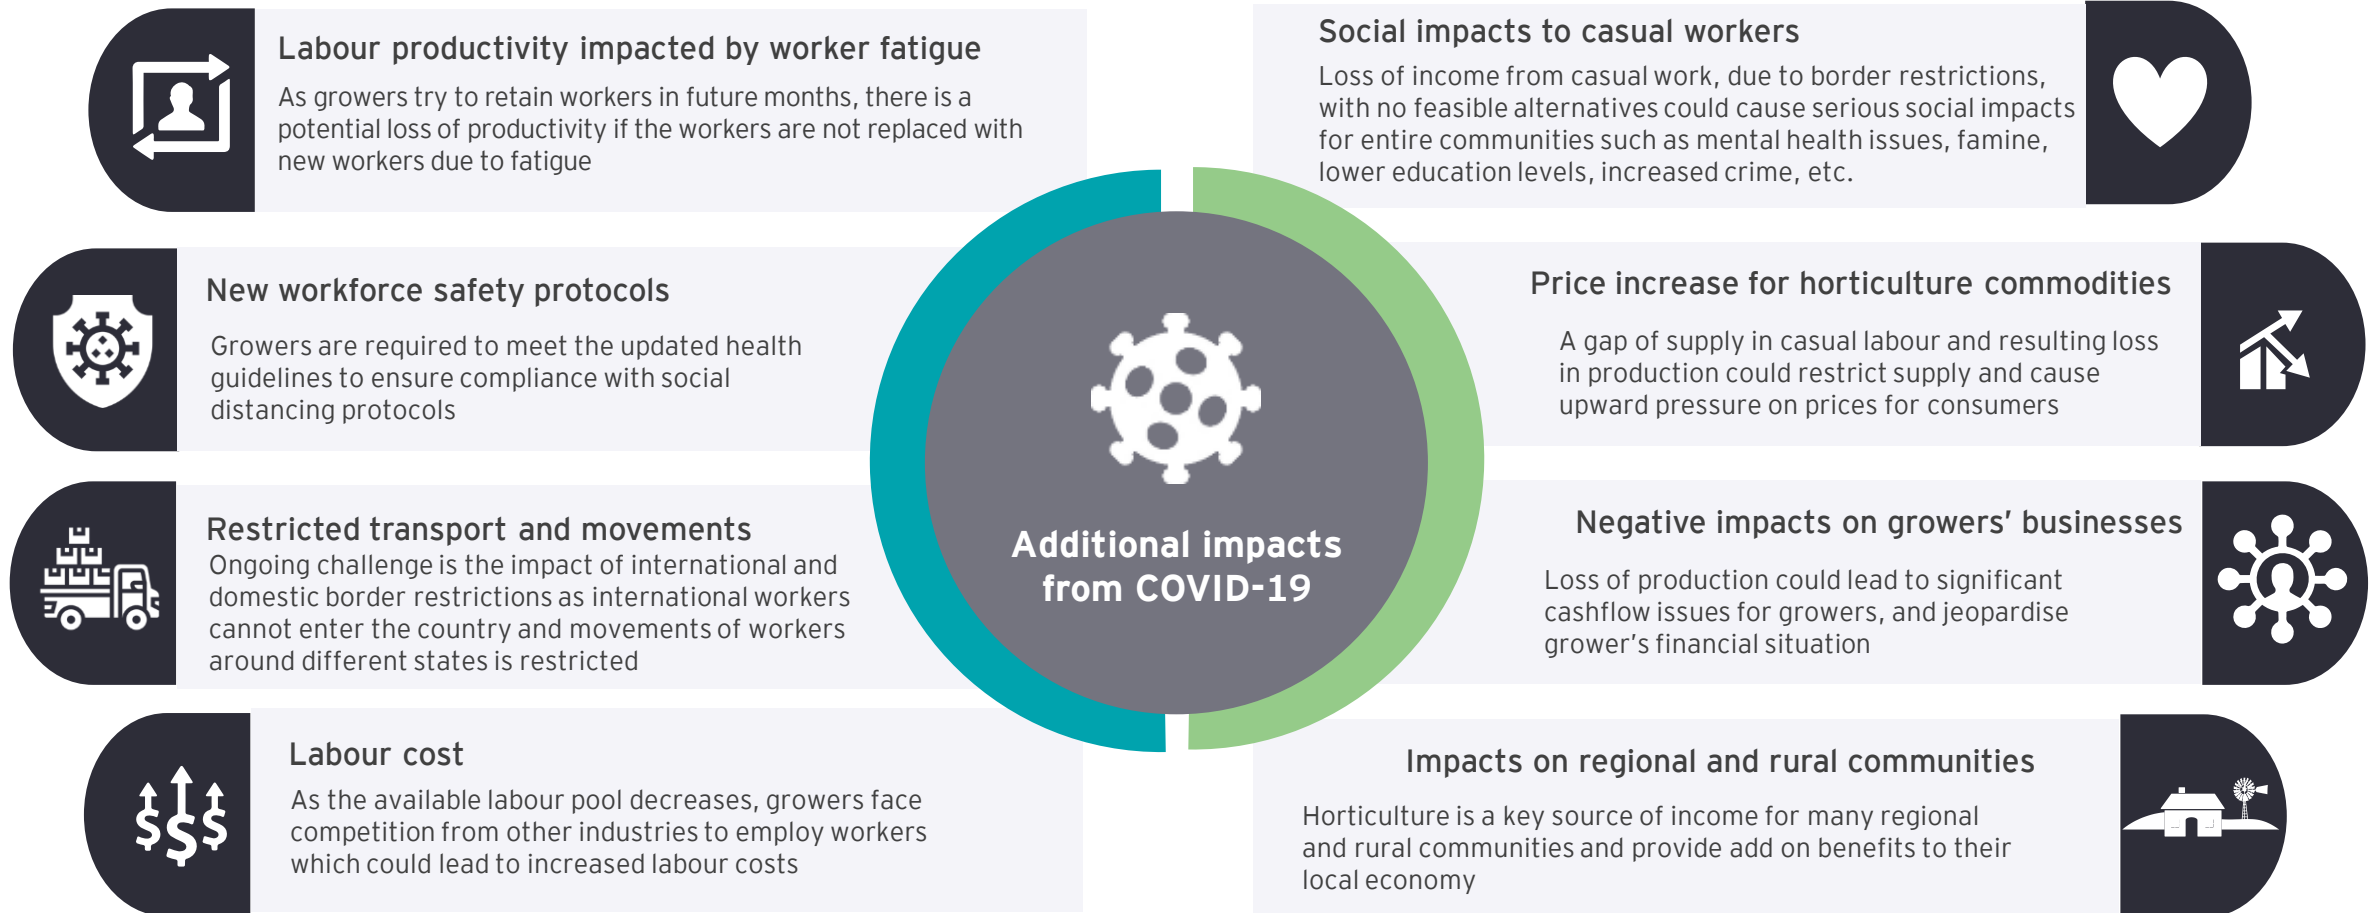 Labour productivity impacted by worker fatigue
As growers try to retain workers in future months, there is a
potential loss of productivity if the workers are not replaced with
new workers due to fatigue
New workforce safety protocols
Growers are required to meet the updated health
guidelines to ensure compliance with social
distancing protocols
Restricted transport and movements
Ongoing challenge is the impact of international and
domestic border restrictions as international workers
cannot enter the country and movements of workers
around different states is restricted
Labour cost
As the available labour pool decreases, growers face
competition from other industries to employ workers
which could lead to increased labour costs
$ $ $
Additional impacts
from COVID-19
Social impacts to casual workers
Loss of income from casual work, due to border restrictions,
with no feasible alternatives could cause serious social impacts
for entire communities such as mental health issues, famine,
lower education levels, increased crime, etc.
Price increase for horticulture commodities
A gap of supply in casual labour and resulting loss
in production could restrict supply and cause
upward pressure on prices for consumers
Negative impacts on growers’ businesses
Loss of production could lead to significant
cashflow issues for growers, and jeopardise
grower’s financial situation
Impacts on regional and rural communities
Horticulture is a key source of income for many regional
and rural communities and provide add on benefits to their
local economy